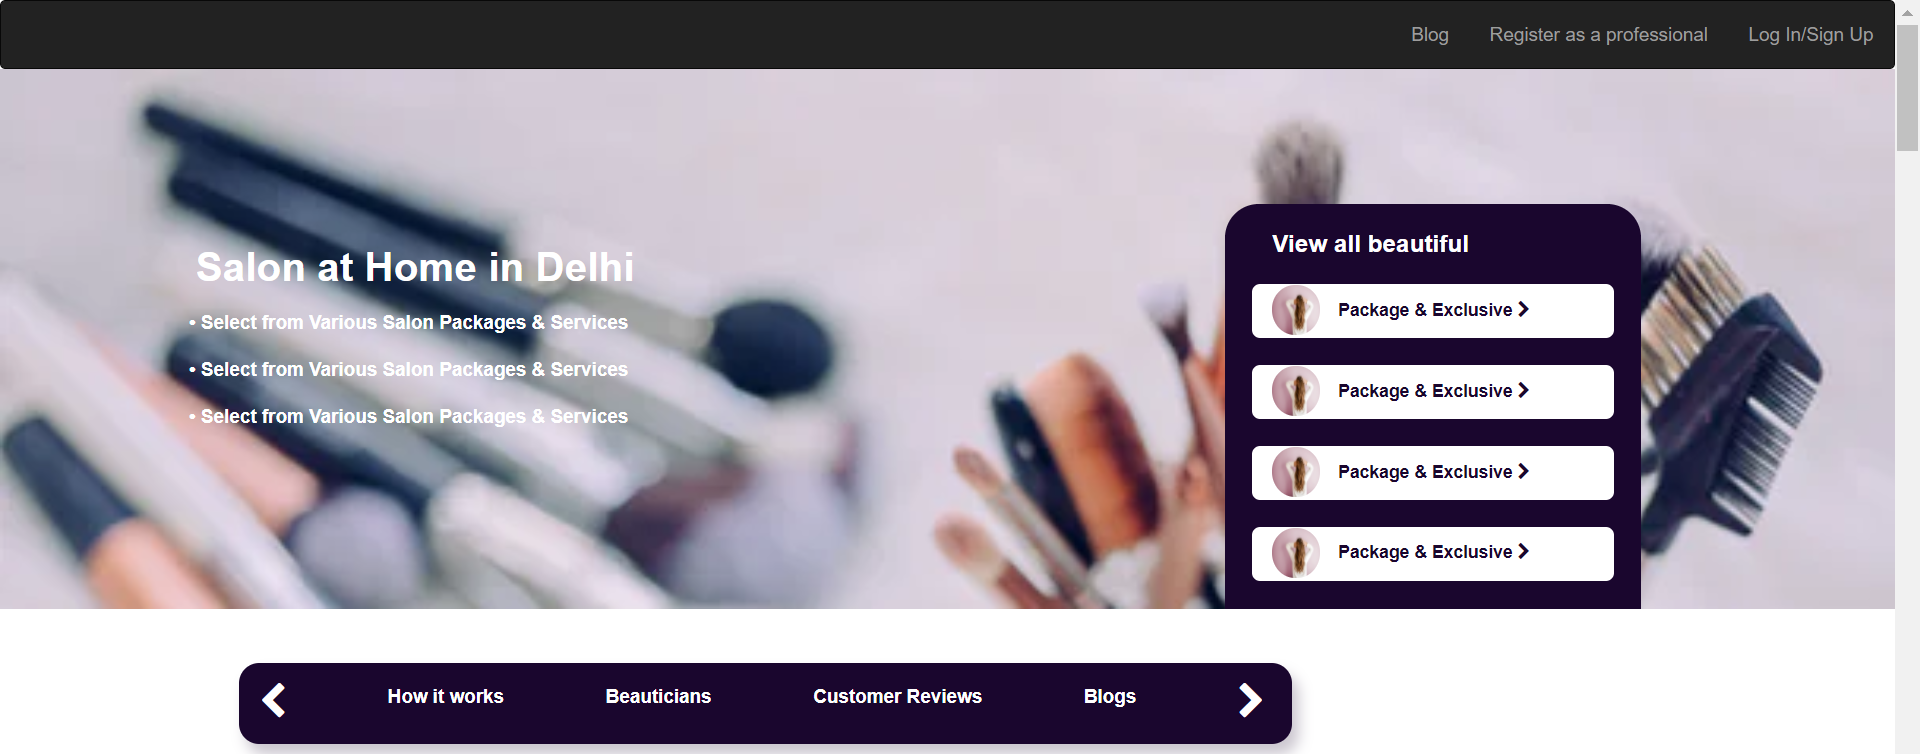 Blog Register as a professional Log In/Sign Up
Salon at Home in Delhi
• Select from Various Salon Packages & Services
• Select from Various Salon Packages & Services
• Select from Various Salon Packages & Services
View all beautiful
Package & Exclusive
Package & Exclusive
Package & Exclusive
Package & Exclusive
How it works Beauticians Customer Reviews Blogs